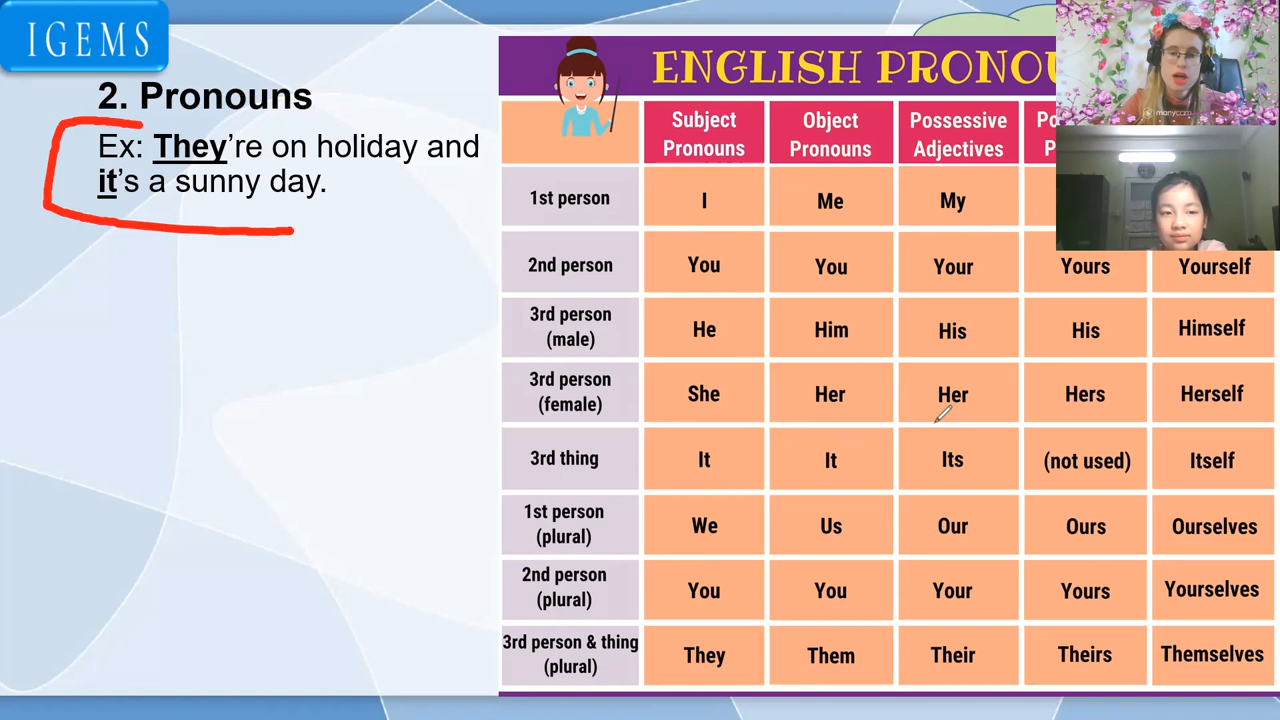 IGEMS
2. Pronouns
Ex: They're on holiday and
it's a sunny day.
ENGLISH
Subject Pronouns
Object Pronouns
Possessive Adjectives
1st person
I
Me
My
2nd person
You
You
Your
Yours
Yourself
3rd person (male)
He
Him
His
His
Himself
3rd person (female)
She
Her
Her
Hers
Herself
3rd thing
It
It
Its
(not used)
Itself
1st person (plural)
We
Us
Our
Ours
Ourselves
2nd person (plural)
You
You
Your
Yours
Yourselves
3rd person & thing (plural)
They
Them
Their
Theirs
Themselves
manycam